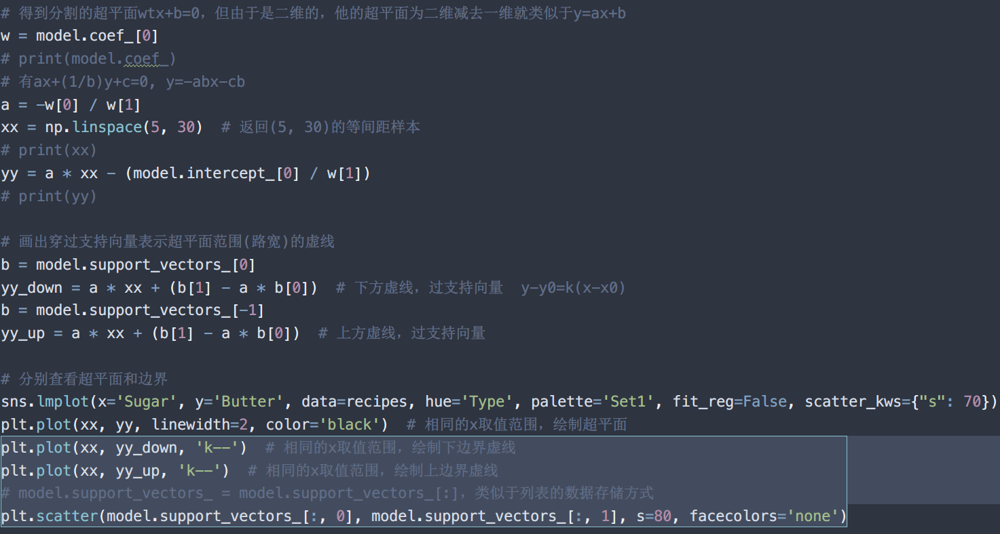 # 得到分割的超平面wtx+b=0，但由于是二维的，他的超平面为二维减去一维就类似于y=ax+b
w = model.coef_[0]
# print(model.coef_)
# 有ax+(1/b)y+c=0, y=-abx-cb
a = -w[0] / w[1]
xx = np.linspace(5, 30)  # 返回(5, 30)的等间距样本
# print(xx)
yy = a * xx - (model.intercept_[0] / w[1])
# print(yy)
# 画出穿过支持向量表示超平面范围(路宽)的虚线
b = model.support_vectors_[0]
yy_down = a * xx + (b[1] - a * b[0])  # 下方虚线，过支持向量  y-y0=k(x-x0)
b = model.support_vectors_[-1]
yy_up = a * xx + (b[1] - a * b[0])  # 上方虚线，过支持向量
# 分别查看超平面和边界
sns.lmplot(x='Sugar', y='Butter', data=recipes, hue='Type', palette='Set1', fit_reg=False, scatter_kws={"s": 70})
plt.plot(xx, yy, linewidth=2, color='black')  # 相同的x取值范围，绘制超平面
plt.plot(xx, yy_down, 'k--')  # 相同的x取值范围，绘制下边界虚线
plt.plot(xx, yy_up, 'k--')  # 相同的x取值范围，绘制上边界虚线
# model.support_vectors_ = model.support_vectors_[:]，类似于列表的数据存储方式
plt.scatter(model.support_vectors_[:, 0], model.support_vectors_[:, 1], s=80, facecolors='none')